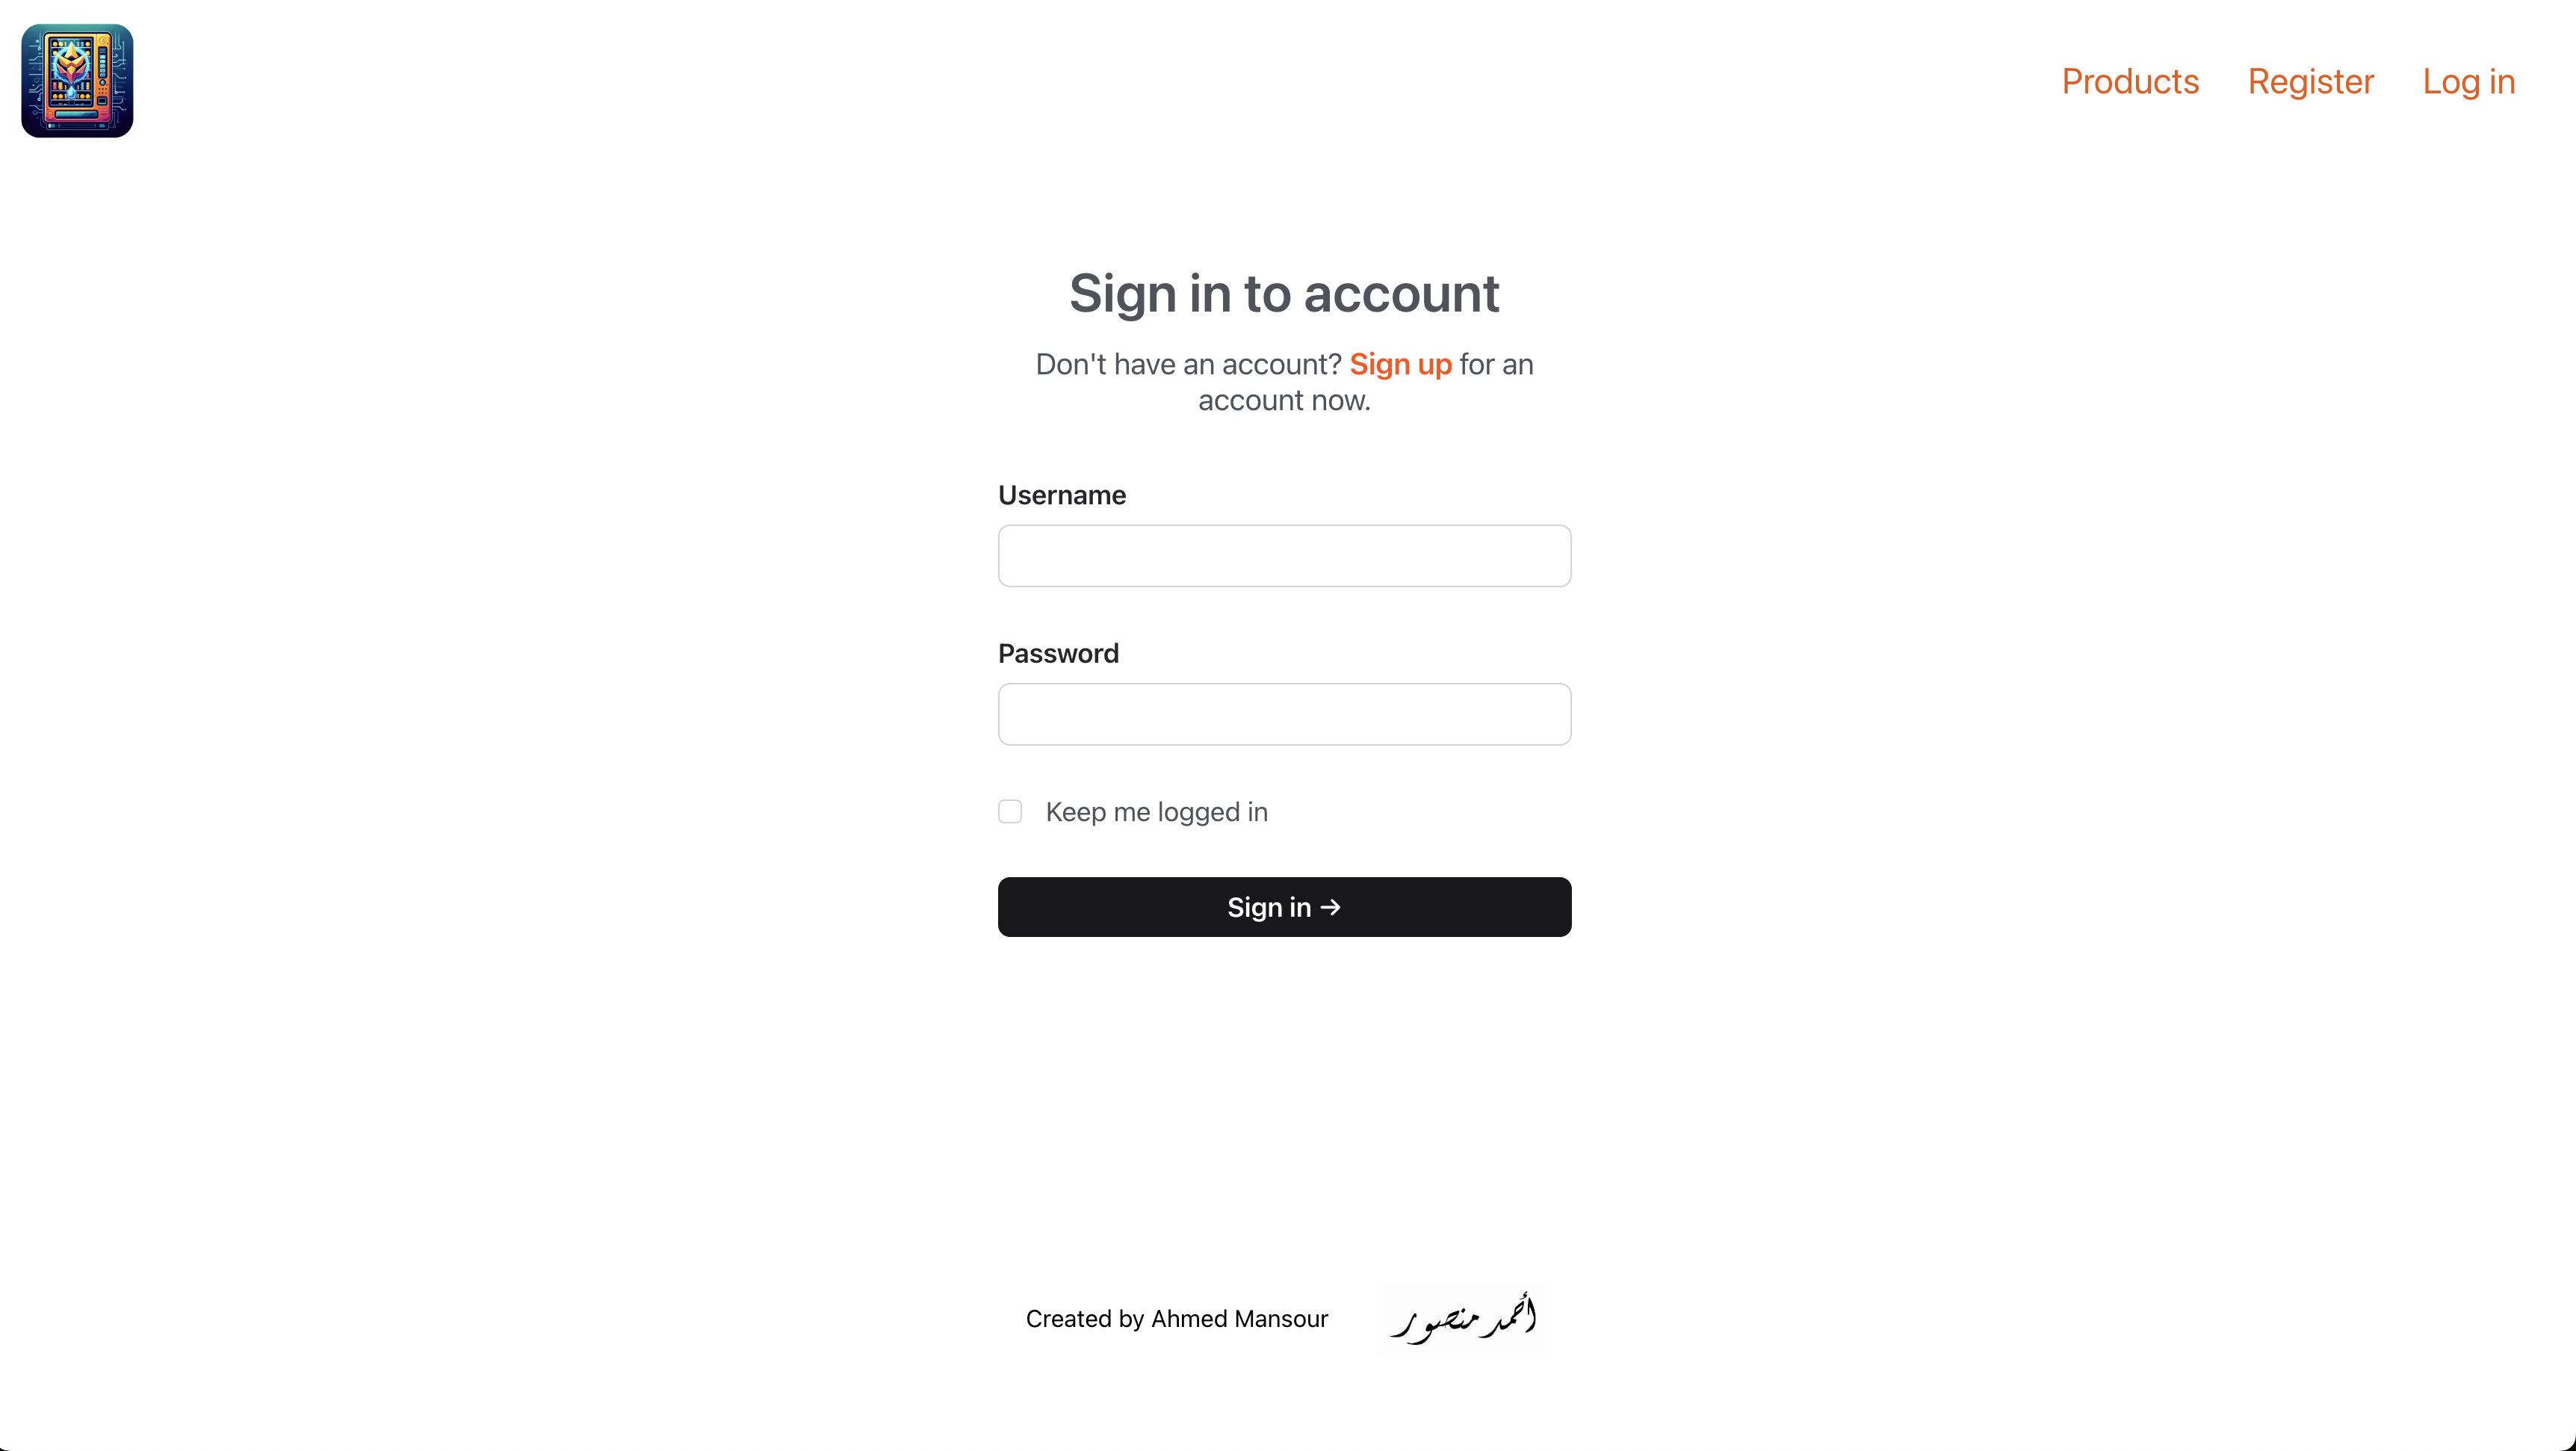 Products Register Log in
Sign in to account
Don't have an account? Sign up for an
account now.
Username
Password
Keep me logged in
Sign in →
Created by Ahmed Mansour
أحمد منصور